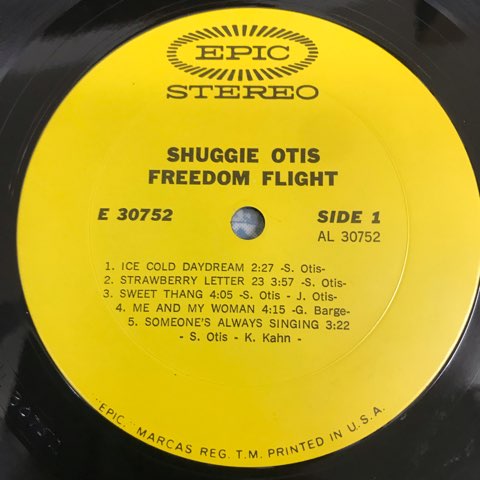 EPIC
STEREO
SHUGGIE OTIS
FREEDOM FLIGHT
E 30752
SIDE 1
AL 30752
1. ICE COLD DAYDREAM 2:27 -S. Otis-
2. STRAWBERRY LETTER 23 3:57 -S. Otis-
3. SWEET THANG 4:05 -S. Otis - J. Otis-
4. ME AND MY WOMAN 4:15 -G. Barge-
5. SOMEONE'S ALWAYS SINGING 3:22
- S. Otis - K. Kahn -
"EPIC," MARCAS REG. T.M. PRINTED IN U.S.A.